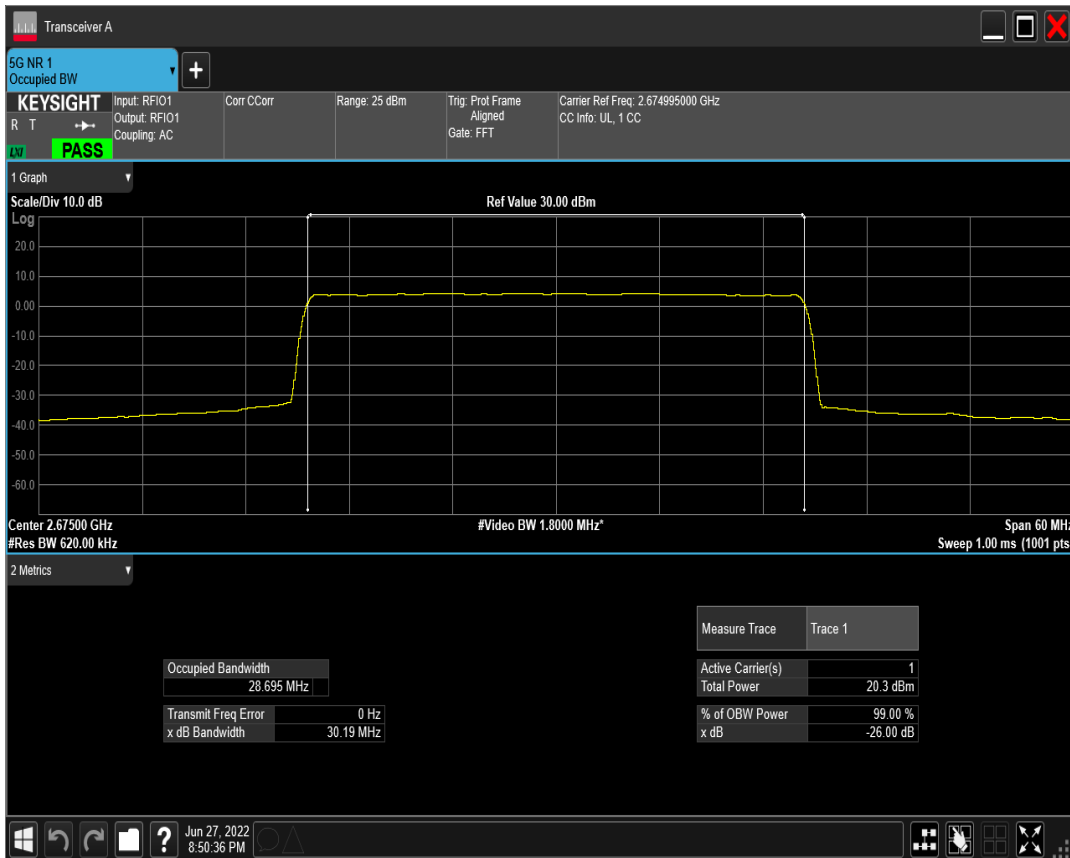 Transceiver A
5G NR 1
Occupied BW
+
KEYSIGHT
R T
LXI
PASS
Input: RFIO1
Output: RFIO1
Coupling: AC
Corr CCorr
Range: 25 dBm
Trig: Prot Frame
Aligned
Gate: FFT
Carrier Ref Freq: 2.674995000 GHz
CC Info: UL, 1 CC
1 Graph
Scale/Div 10.0 dB
Ref Value 30.00 dBm
Log
20.0
10.0
0.00
-10.0
-20.0
-30.0
-40.0
-50.0
-60.0
Center 2.67500 GHz
#Video BW 1.8000 MHz*
Span 60 MHz
#Res BW 620.00 kHz
Sweep 1.00 ms (1001 pts
2 Metrics
Measure Trace Trace 1
Occupied Bandwidth
28.695 MHz
Active Carrier(s) 1
Total Power 20.3 dBm
Transmit Freq Error 0 Hz
x dB Bandwidth 30.19 MHz
% of OBW Power 99.00 %
x dB -26.00 dB
?
Jun 27, 2022
8:50:36 PM